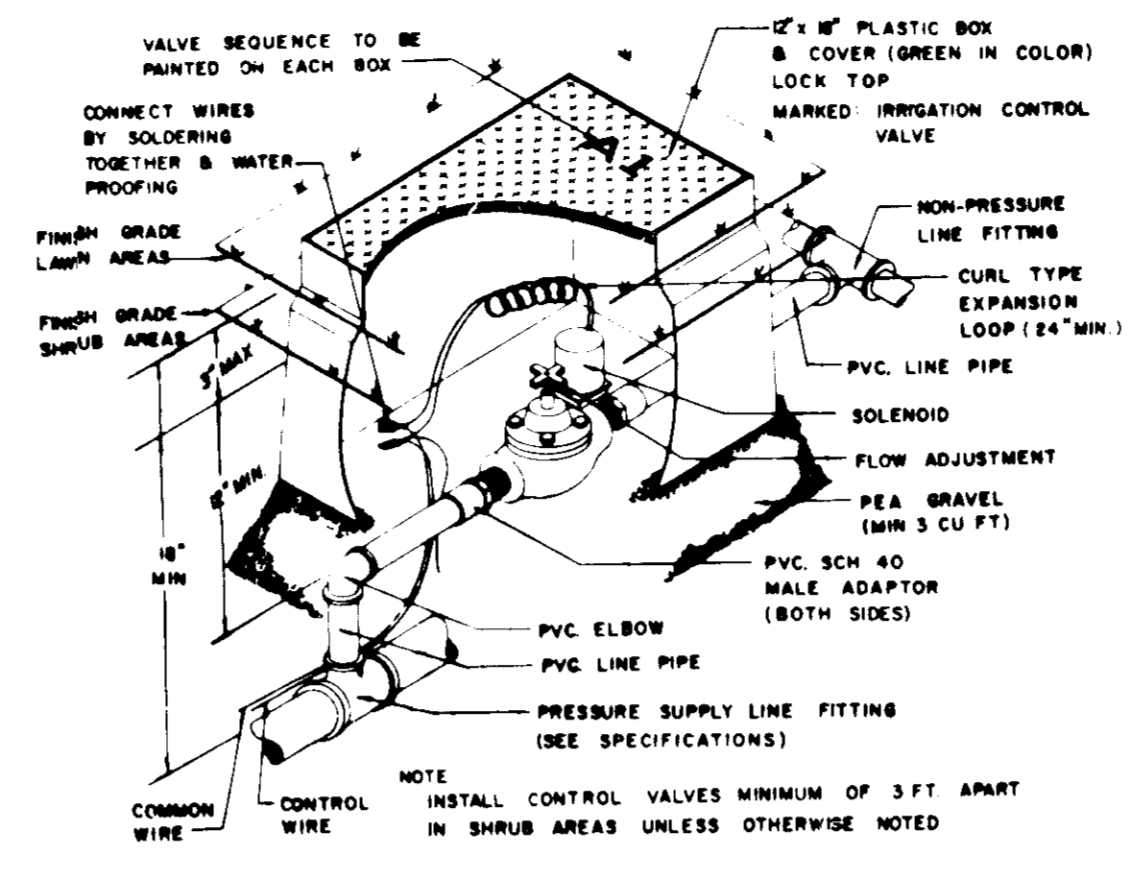 VALVE SEQUENCE TO BE
PAINTED ON EACH BOX
12" x 18" PLASTIC BOX
& COVER (GREEN IN COLOR)
LOCK TOP
MARKED: IRRIGATION CONTROL
VALVE
CONNECT WIRES
BY SOLDERING
TOGETHER & WATER
PROOFING
A1
NON-PRESSURE
LINE FITTING
FINISH GRADE
LAWN AREAS
CURL TYPE
EXPANSION
LOOP (24" MIN.)
FINISH GRADE
SHRUB AREAS
PVC. LINE PIPE
SOLENOID
FLOW ADJUSTMENT
PEA GRAVEL
(MIN 3 CU FT)
MAX
12" MIN
18"
MIN
PVC. SCH 40
MALE ADAPTOR
(BOTH SIDES)
PVC. ELBOW
PVC. LINE PIPE
PRESSURE SUPPLY LINE FITTING
(SEE SPECIFICATIONS)
COMMON
WIRE
CONTROL
WIRE
NOTE
INSTALL CONTROL VALVES MINIMUM OF 3 FT. APART
IN SHRUB AREAS UNLESS OTHERWISE NOTED